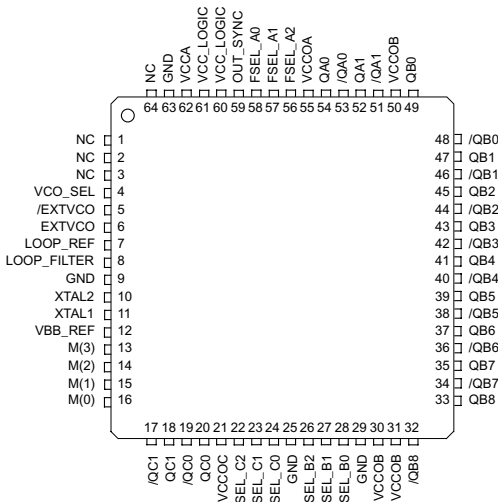 NC
GND
VCCA
VCC_LOGIC
VCC_LOGIC
OUT_SYNC
FSEL_A0
FSEL_A1
FSEL_A2
VCCOA
QA0
/QA0
QA1
/QA1
VCCOB
QB0
64 63 62 61 60 59 58 57 56 55 54 53 52 51 50 49
NC 1
NC 2
NC 3
VCO_SEL 4
/EXTVCO 5
EXTVCO 6
LOOP_REF 7
LOOP_FILTER 8
GND 9
XTAL2 10
XTAL1 11
VBB_REF 12
M(3) 13
M(2) 14
M(1) 15
M(0) 16
48 /QB0
47 QB1
46 /QB1
45 QB2
44 /QB2
43 QB3
42 /QB3
41 QB4
40 /QB4
39 QB5
38 /QB5
37 QB6
36 /QB6
35 QB7
34 /QB7
33 QB8
17 18 19 20 21 22 23 24 25 26 27 28 29 30 31 32
/QC1
QC1
/QC0
QC0
VCCOC
SEL_C2
SEL_C1
SEL_C0
GND
SEL_B2
SEL_B1
SEL_B0
GND
VCCOB
VCCOB
/QB8